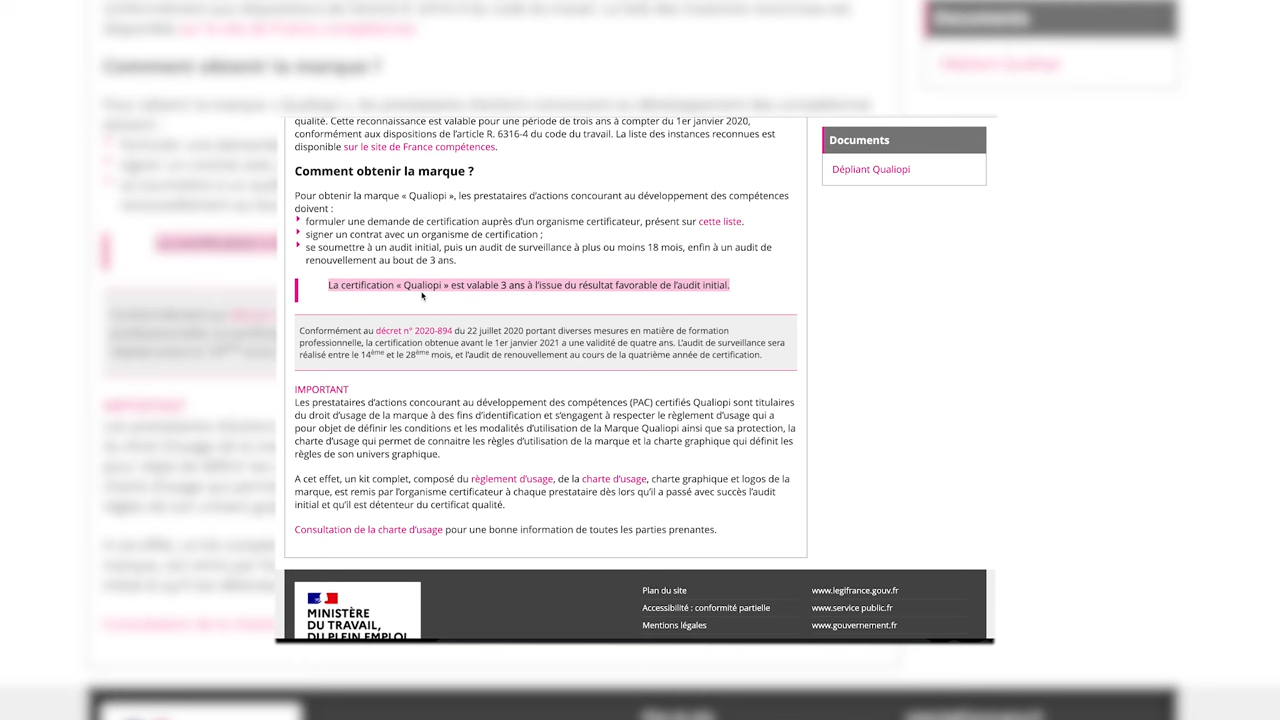 qualité. Cette reconnaissance est valable pour une période de trois ans à compter du 1er janvier 2020,
conformément aux dispositions de l'article R. 6316-4 du code du travail. La liste des instances reconnues est
disponible sur le site de France compétences.
Comment obtenir la marque ?
Pour obtenir la marque « Qualiopi », les prestataires d'actions concourant au développement des compétences
doivent :
formuler une demande de certification auprès d'un organisme certificateur, présent sur cette liste.
signer un contrat avec un organisme de certification ;
se soumettre à un audit initial, puis un audit de surveillance à plus ou moins 18 mois, enfin à un audit de
renouvellement au bout de 3 ans.
La certification « Qualiopi » est valable 3 ans à l'issue du résultat favorable de l'audit initial.
Conformément au décret n° 2020-894 du 22 juillet 2020 portant diverses mesures en matière de formation
professionnelle, la certification obtenue avant le 1er janvier 2021 a une validité de quatre ans. L'audit de surveillance sera
réalisé entre le 14ème et le 28ème mois, et l'audit de renouvellement au cours de la quatrième année de certification.
IMPORTANT
Les prestataires d'actions concourant au développement des compétences (PAC) certifiés Qualiopi sont titulaires
du droit d'usage de la marque à des fins d'identification et s'engagent à respecter le règlement d'usage qui a
pour objet de définir les conditions et les modalités d'utilisation de la Marque Qualiopi ainsi que sa protection, la
charte d'usage qui permet de connaitre les règles d'utilisation de la marque et la charte graphique qui définit les
règles de son univers graphique.
A cet effet, un kit complet, composé du règlement d'usage, de la charte d'usage, charte graphique et logos de la
marque, est remis par l'organisme certificateur à chaque prestataire dès lors qu'il a passé avec succès l'audit
initial et qu'il est détenteur du certificat qualité.
Consultation de la charte d'usage pour une bonne information de toutes les parties prenantes.
Documents
Dépliant Qualiopi
MINISTÈRE
DU TRAVAIL,
DU PLEIN EMPLOI
Plan du site
Accessibilité : conformité partielle
Mentions légales
www.legifrance.gouv.fr
www.service public.fr
www.gouvernement.fr